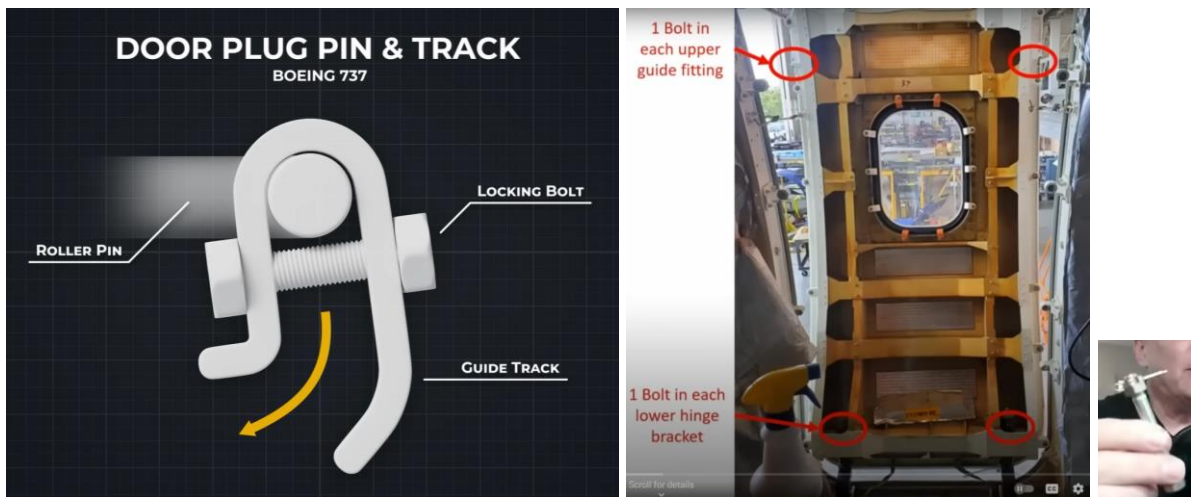 DOOR PLUG PIN & TRACK
BOEING 737
LOCKING BOLT
ROLLER PIN
GUIDE TRACK
1 Bolt in
each upper
guide fitting
1 Bolt in each
lower hinge
bracket
Scroll for details
CC